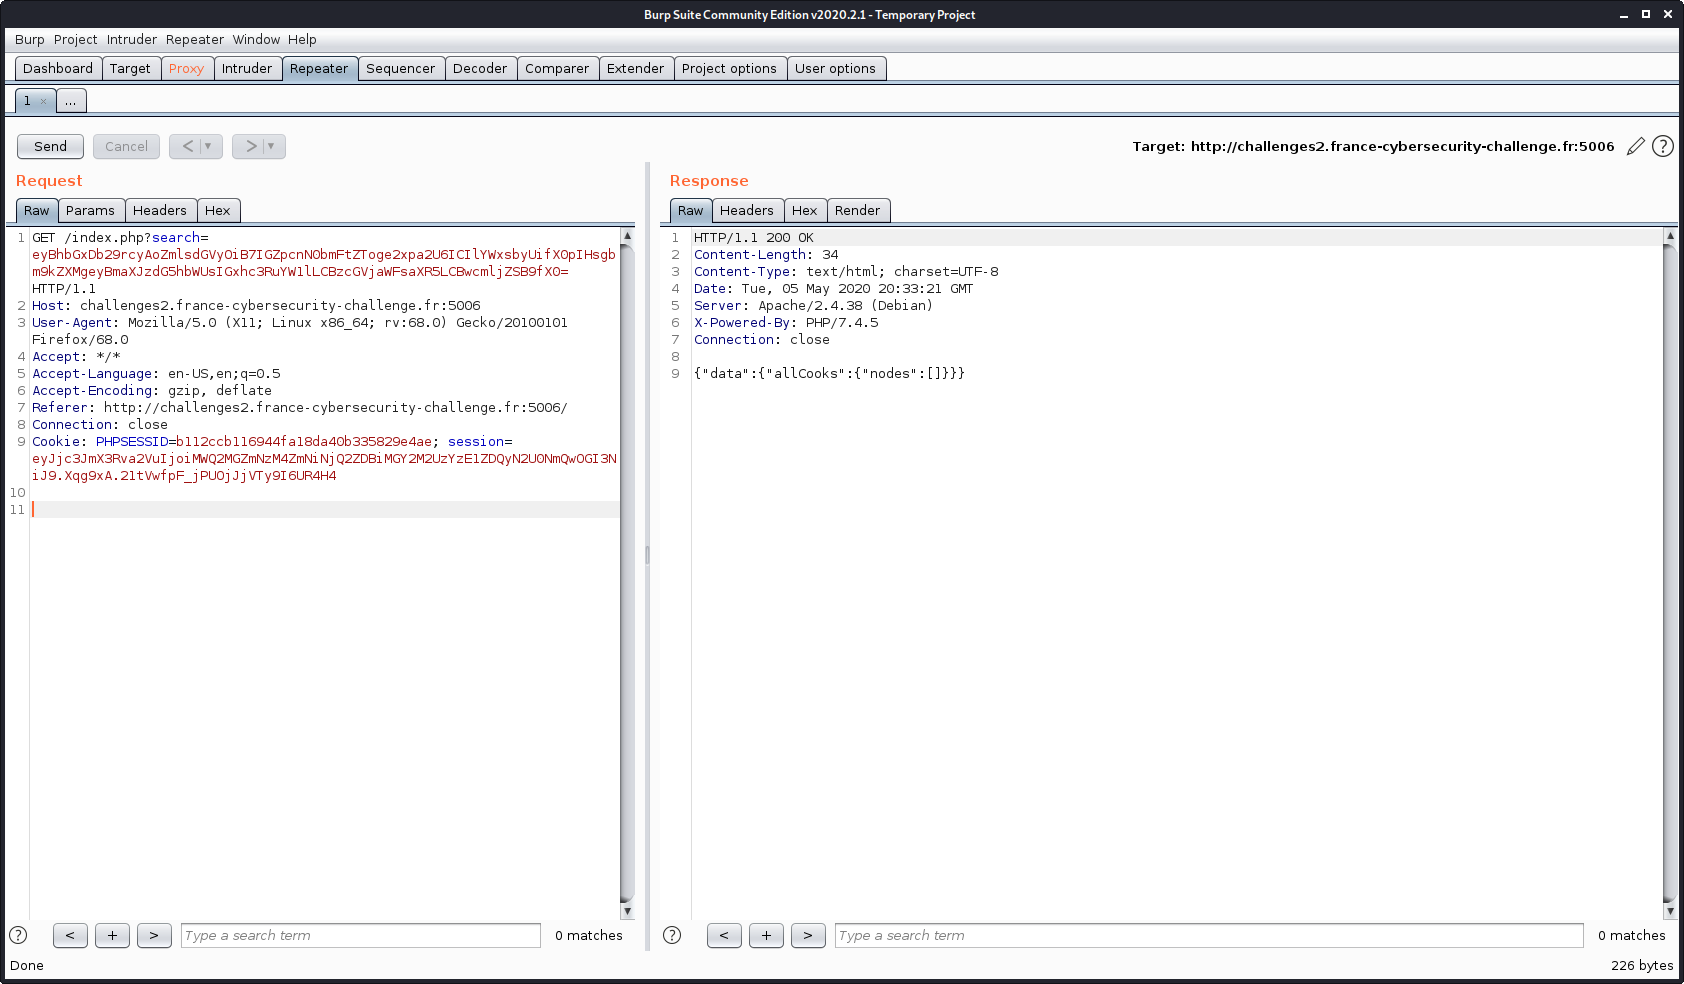 Burp Suite Community Edition v2020.2.1 - Temporary Project
Burp Project Intruder Repeater Window Help
Dashboard Target Proxy Intruder Repeater Sequencer Decoder Comparer Extender Project options User options
1 × ...
Send Cancel < > Target: http://challenges2.france-cybersecurity-challenge.fr:5006 ?
Request
Raw Params Headers Hex
1 GET /index.php?search=
eyBhbGxDb29rcyAoZmlsdGVyOiB7IGZpcnN0bmFtZToge2xpa2U6ICIlYWxsbyUifX0pIHsgb
m9kZXMgeyBmaXJzdG5hbWUsIGxhc3RuYW1lLCBzcGVjaWFsaXR5LCBwcmljZSB9fX0=
HTTP/1.1
2 Host: challenges2.france-cybersecurity-challenge.fr:5006
3 User-Agent: Mozilla/5.0 (X11; Linux x86_64; rv:68.0) Gecko/20100101
Firefox/68.0
4 Accept: */*
5 Accept-Language: en-US,en;q=0.5
6 Accept-Encoding: gzip, deflate
7 Referer: http://challenges2.france-cybersecurity-challenge.fr:5006/
8 Connection: close
9 Cookie: PHPSESSID=b112ccb116944fa18da40b335829e4ae; session=
eyJjc3JmX3Rva2VuIjoiMWQ2MGZmNzM4ZmNiNjQ2ZDBiMGY2M2UzYzE1ZDQyN2U0NmQwOGI3N
iJ9.Xqg9xA.21tVwfpF_jPUOjJjVTy9I6UR4H4
10
11
? < + > Type a search term 0 matches
Response
Raw Headers Hex Render
1 HTTP/1.1 200 OK
2 Content-Length: 34
3 Content-Type: text/html; charset=UTF-8
4 Date: Tue, 05 May 2020 20:33:21 GMT
5 Server: Apache/2.4.38 (Debian)
6 X-Powered-By: PHP/7.4.5
7 Connection: close
8
9 {"data":{"allCooks":{"nodes":[]}}}
? < + > Type a search term 0 matches
Done 226 bytes